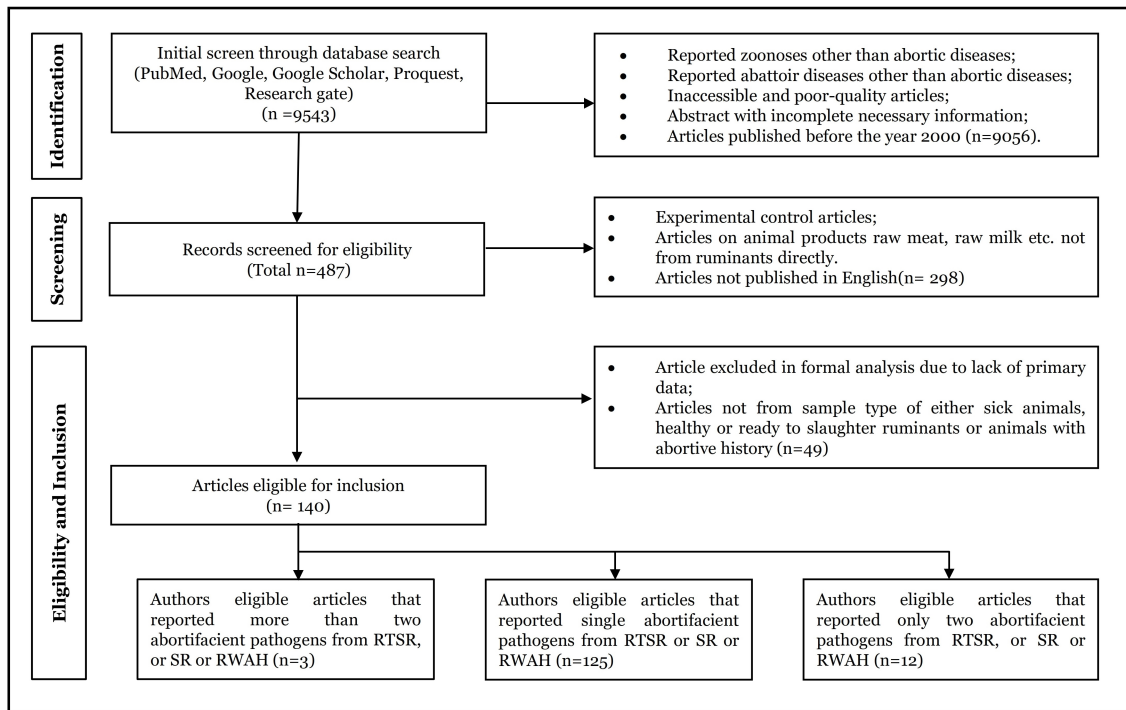 Identification
Initial screen through database search
(PubMed, Google, Google Scholar, Proquest,
Research gate)
(n =9543)
• Reported zoonoses other than abortic diseases;
• Reported abattoir diseases other than abortic diseases;
• Inaccessible and poor-quality articles;
• Abstract with incomplete necessary information;
• Articles published before the year 2000 (n=9056).
Screening
Records screened for eligibility
(Total n=487)
• Experimental control articles;
• Articles on animal products raw meat, raw milk etc. not
from ruminants directly.
• Articles not published in English(n= 298)
Eligibility and Inclusion
• Article excluded in formal analysis due to lack of primary
data;
• Articles not from sample type of either sick animals,
healthy or ready to slaughter ruminants or animals with
abortive history (n=49)
Articles eligible for inclusion
(n= 140)
Authors eligible articles that
reported more than two
abortifacient pathogens from RTSR,
or SR or RWAH (n=3)
Authors eligible articles that
reported single abortifacient
pathogens from RTSR or SR or
RWAH (n=125)
Authors eligible articles that
reported only two abortifacient
pathogens from RTSR, or SR or
RWAH (n=12)